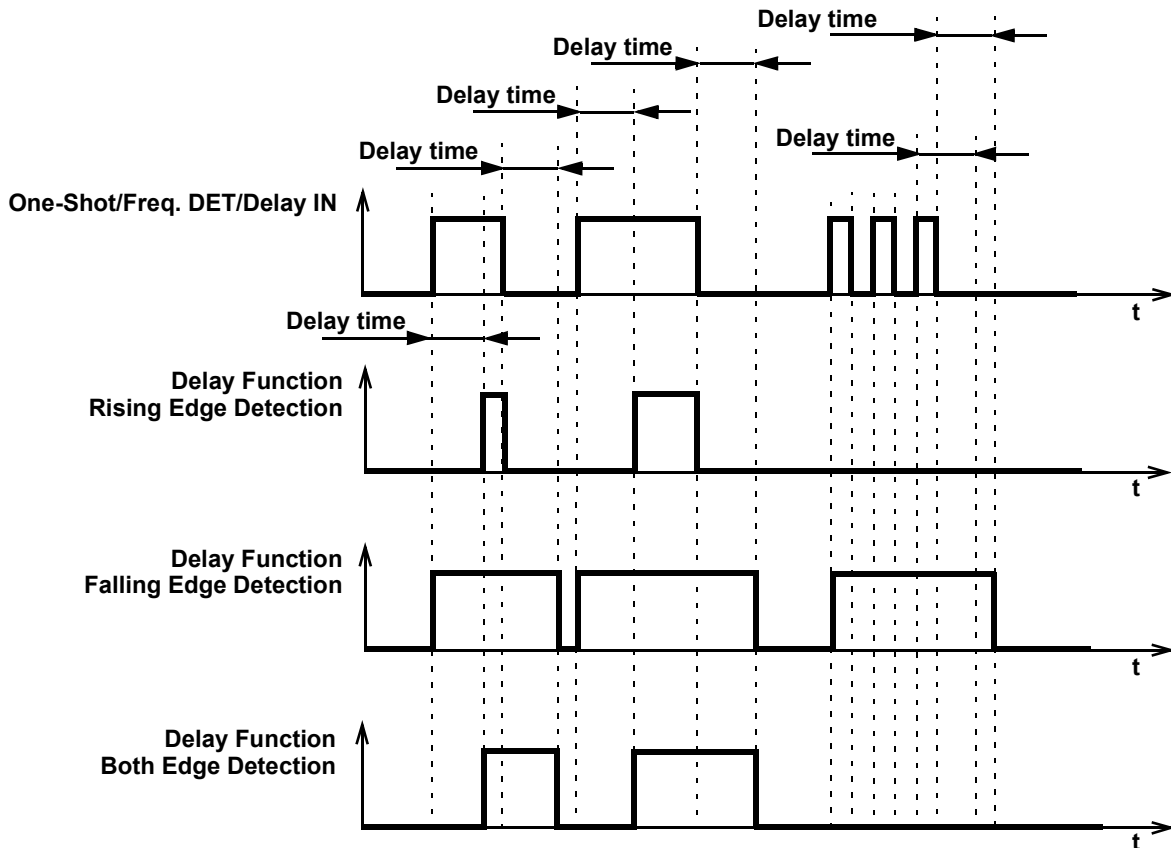 Delay time
Delay time
Delay time
Delay time
Delay time
One-Shot/Freq. DET/Delay IN
t
Delay time
Delay Function
Rising Edge Detection
t
Delay Function
Falling Edge Detection
t
Delay Function
Both Edge Detection
t